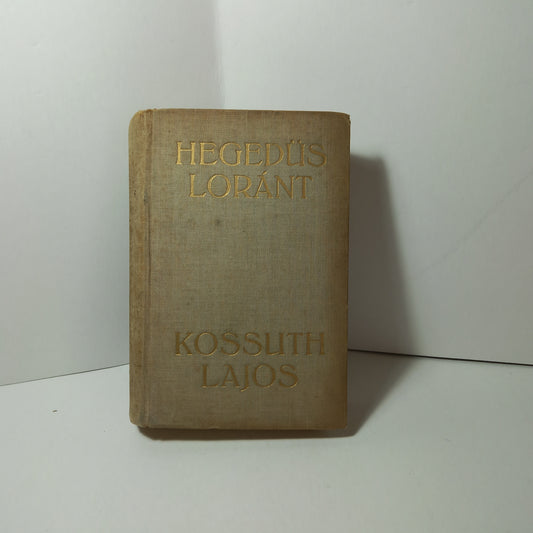 HEGEDÜS
LORÁNT
KOSSUTH
LAJOS